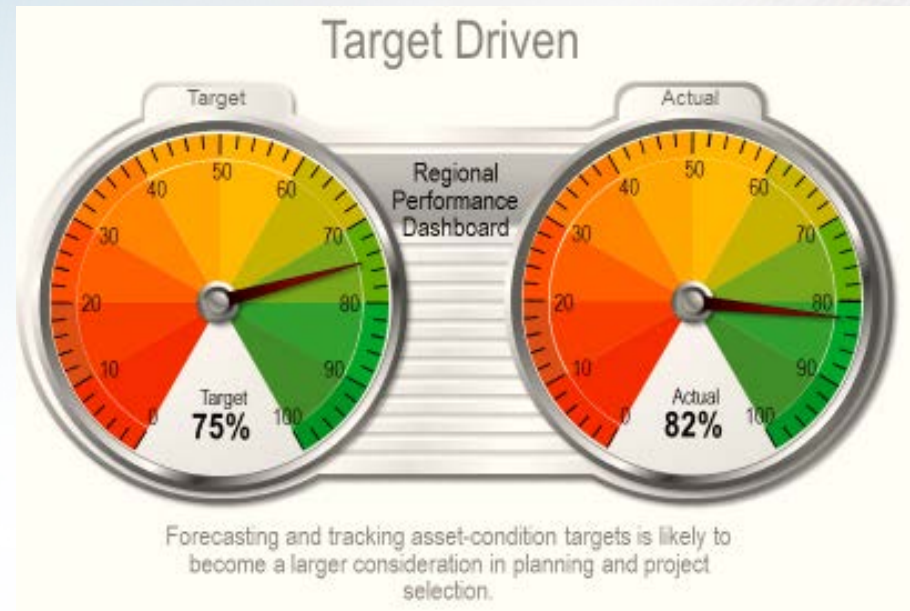 Target Driven
Target
Actual
Regional
Performance
Dashboard
0
10
20
30
40
50
60
70
80
90
100
Target
75%
0
10
20
30
40
50
60
70
80
90
100
Actual
82%
Forecasting and tracking asset-condition targets is likely to
become a larger consideration in planning and project
selection.